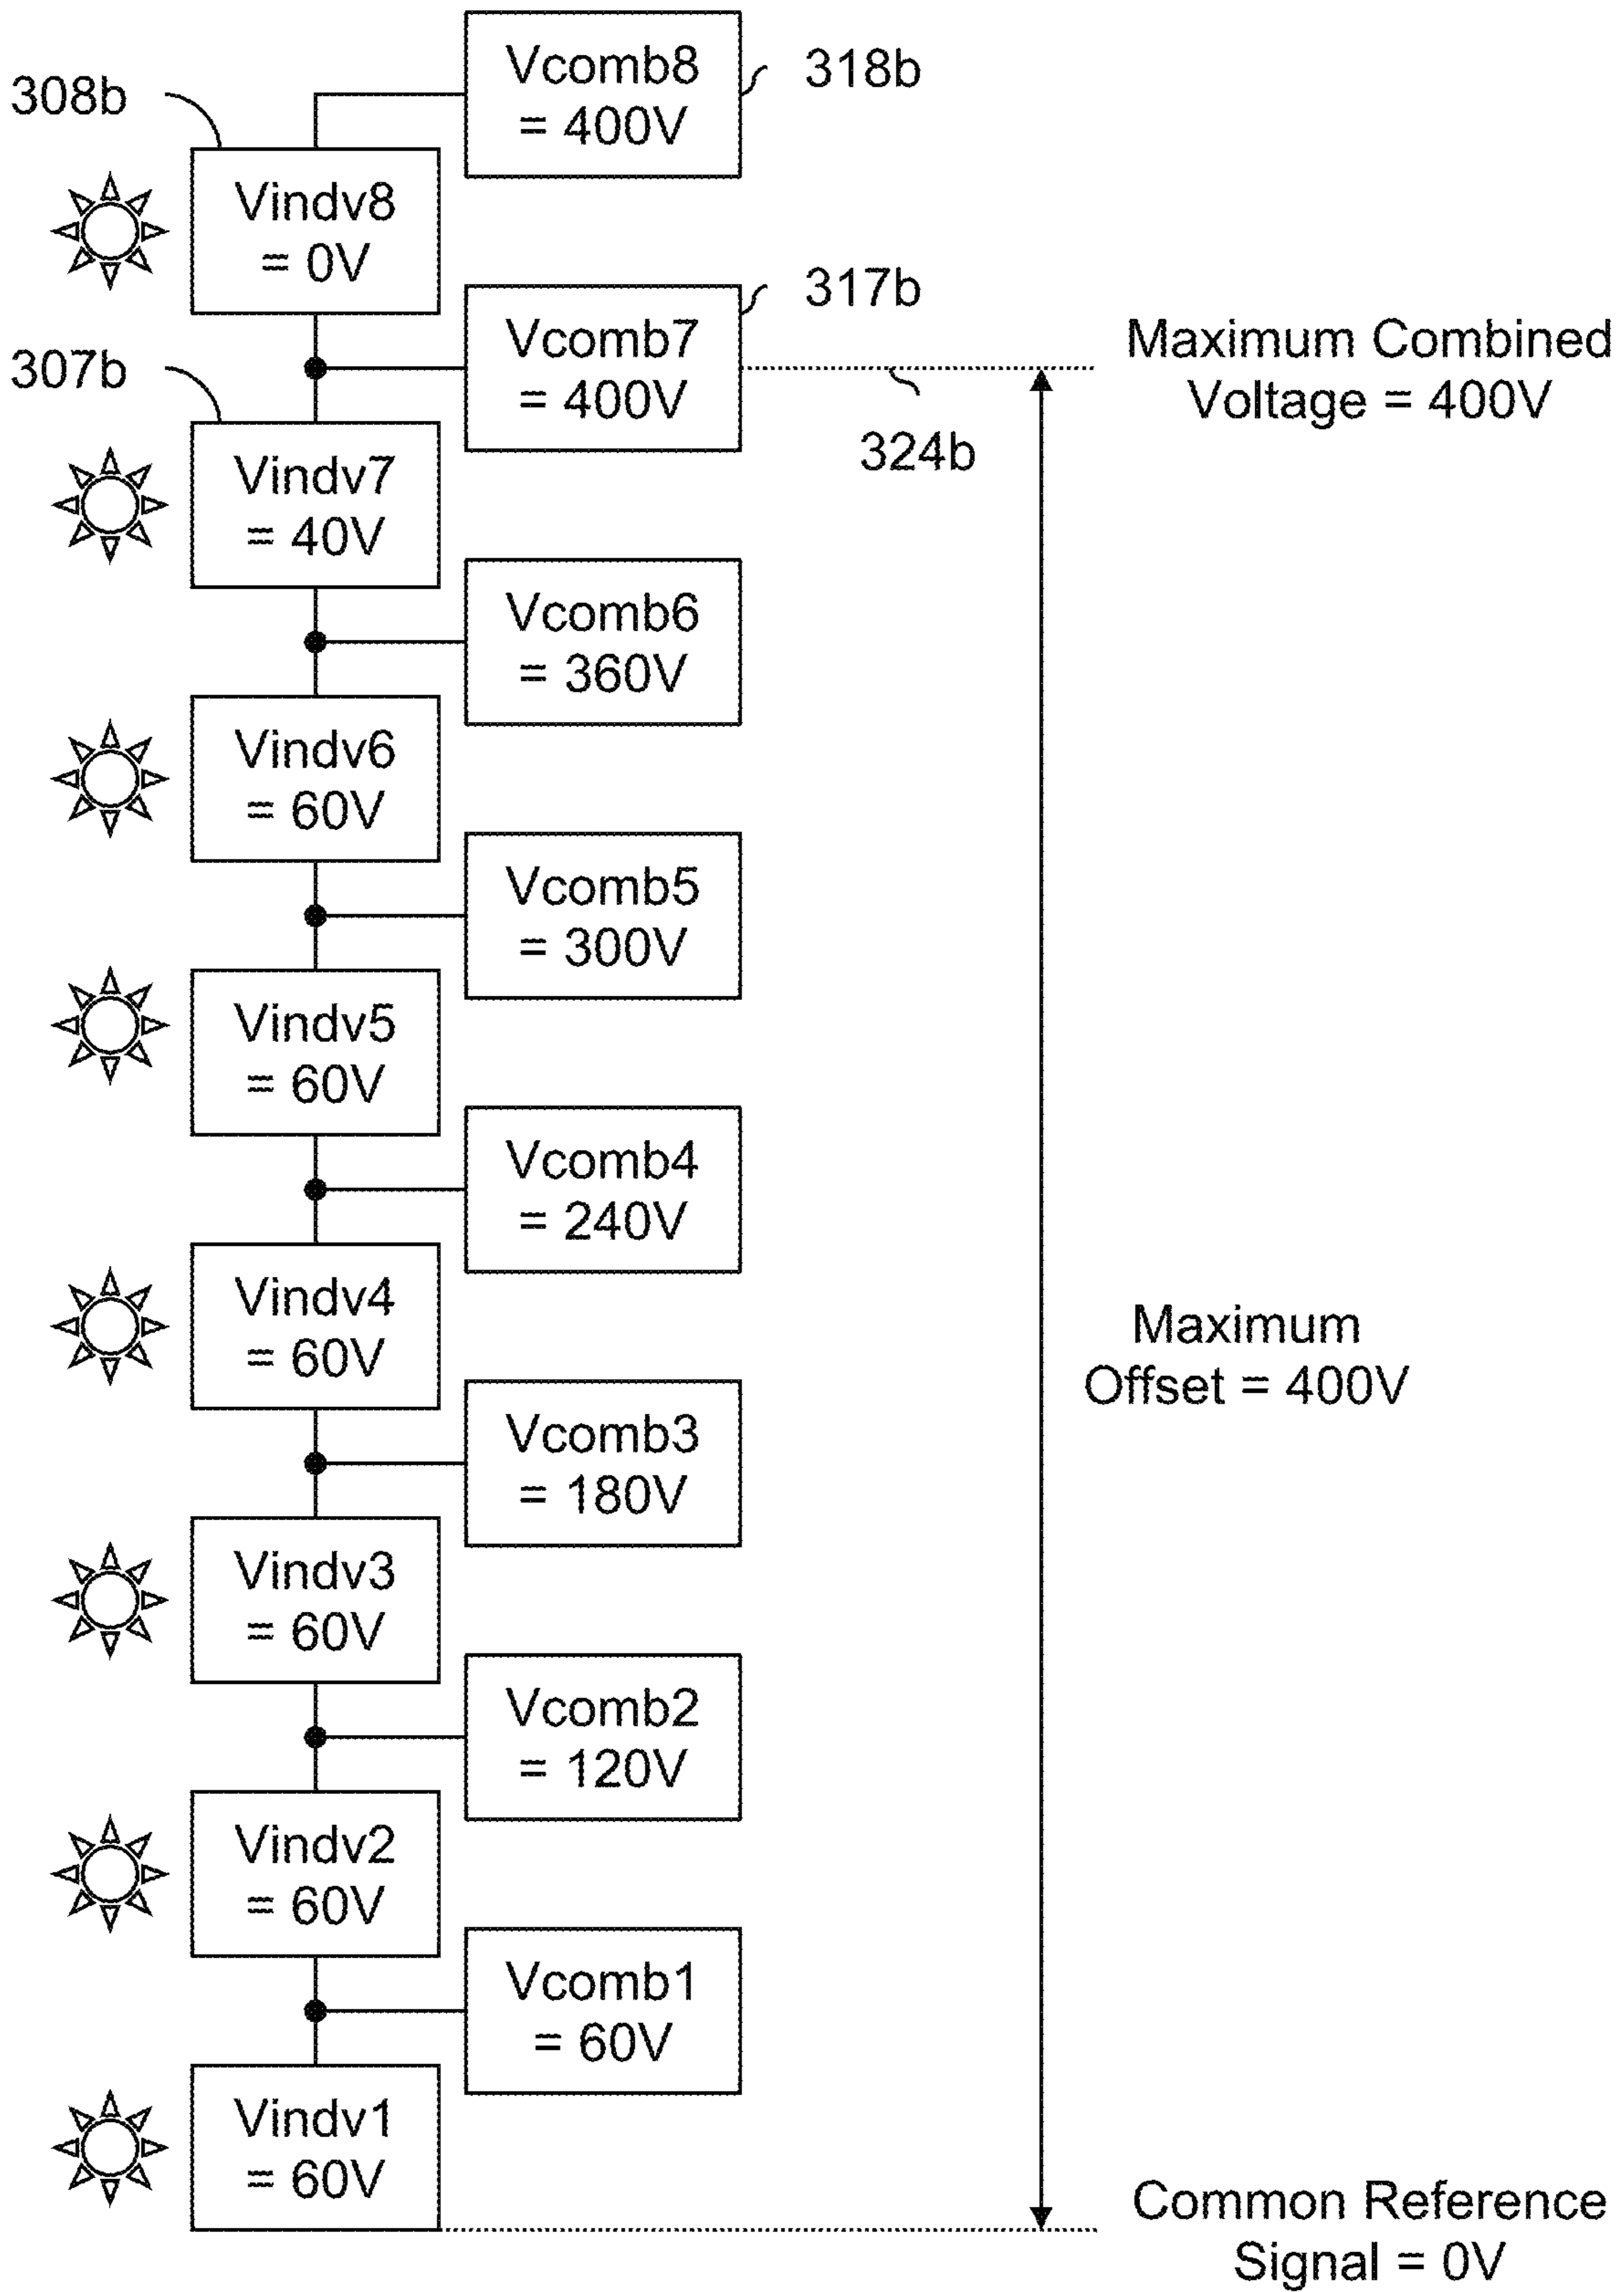 Vcomb8
= 400V
318b
308b
Vindv8
= 0V
317b
Vcomb7
= 400V
Maximum Combined
Voltage = 400V
307b
324b
Vindv7
= 40V
Vcomb6
= 360V
Vindv6
= 60V
Vcomb5
= 300V
Vindv5
= 60V
Vcomb4
= 240V
Vindv4
= 60V
Maximum
Offset = 400V
Vcomb3
= 180V
Vindv3
= 60V
Vcomb2
= 120V
Vindv2
= 60V
Vcomb1
= 60V
Vindv1
= 60V
Common Reference
Signal = 0V